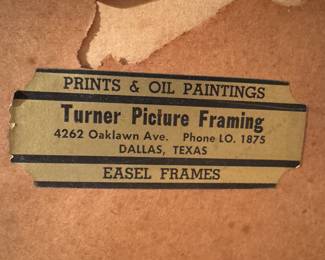 PRINTS & OIL PAINTINGS
Turner Picture Framing
4262 Oaklawn Ave. Phone LO. 1875
DALLAS, TEXAS
EASEL FRAMES